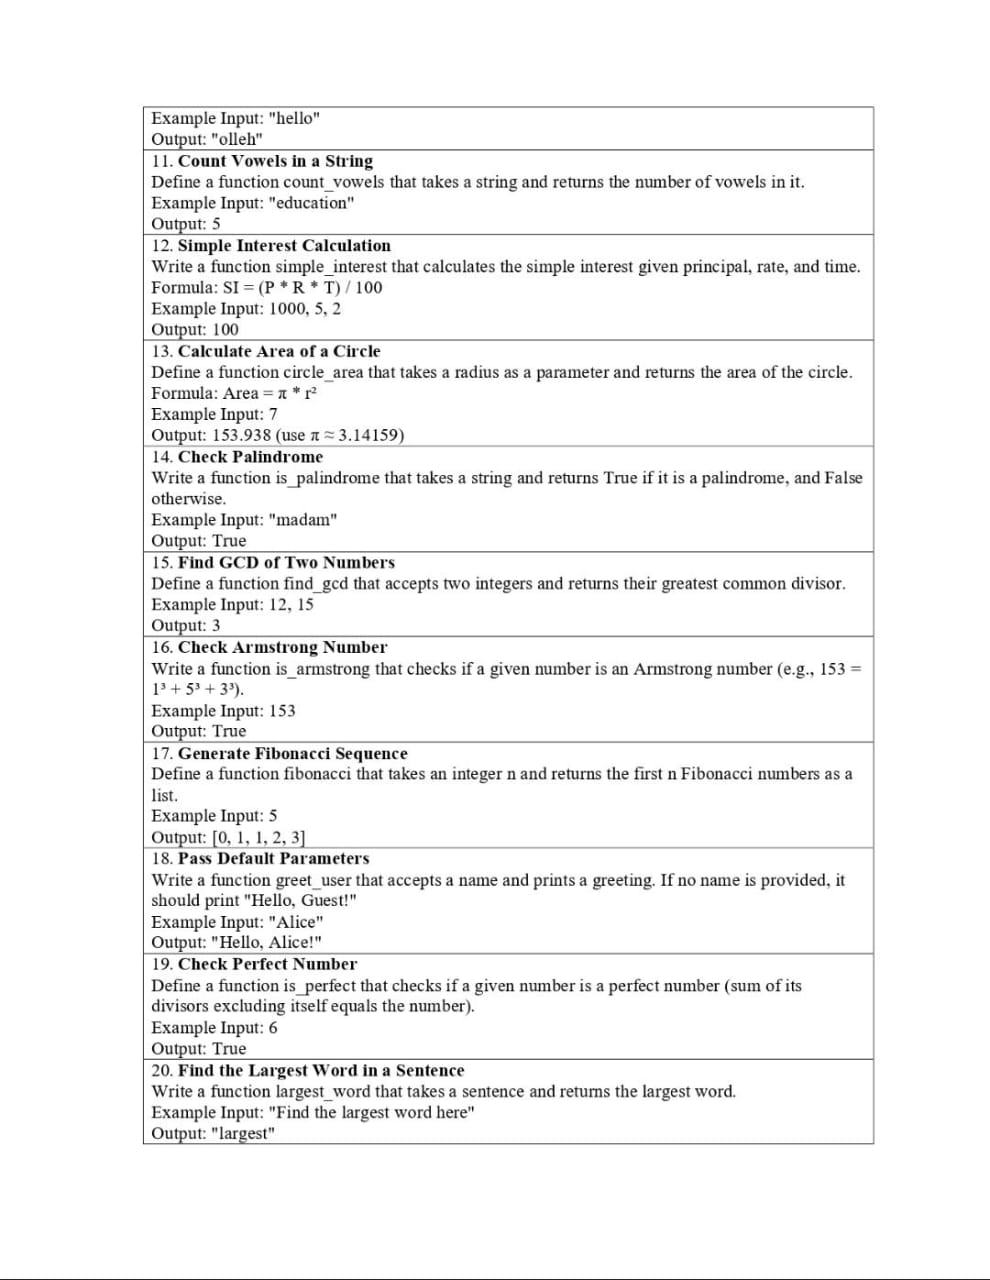 Example Input: "hello"
Output: "olleh"
11. Count Vowels in a String
Define a function count_vowels that takes a string and returns the number of vowels in it.
Example Input: "education"
Output: 5
12. Simple Interest Calculation
Write a function simple_interest that calculates the simple interest given principal, rate, and time.
Formula: SI = (P * R * T) / 100
Example Input: 1000, 5, 2
Output: 100
13. Calculate Area of a Circle
Define a function circle_area that takes a radius as a parameter and returns the area of the circle.
Formula: Area = π * r²
Example Input: 7
Output: 153.938 (use π ≈ 3.14159)
14. Check Palindrome
Write a function is_palindrome that takes a string and returns True if it is a palindrome, and False
otherwise.
Example Input: "madam"
Output: True
15. Find GCD of Two Numbers
Define a function find_gcd that accepts two integers and returns their greatest common divisor.
Example Input: 12, 15
Output: 3
16. Check Armstrong Number
Write a function is_armstrong that checks if a given number is an Armstrong number (e.g., 153 =
1³ + 5³ + 3³).
Example Input: 153
Output: True
17. Generate Fibonacci Sequence
Define a function fibonacci that takes an integer n and returns the first n Fibonacci numbers as a
list.
Example Input: 5
Output: [0, 1, 1, 2, 3]
18. Pass Default Parameters
Write a function greet_user that accepts a name and prints a greeting. If no name is provided, it
should print "Hello, Guest!"
Example Input: "Alice"
Output: "Hello, Alice!"
19. Check Perfect Number
Define a function is_perfect that checks if a given number is a perfect number (sum of its
divisors excluding itself equals the number).
Example Input: 6
Output: True
20. Find the Largest Word in a Sentence
Write a function largest_word that takes a sentence and returns the largest word.
Example Input: "Find the largest word here"
Output: "largest"